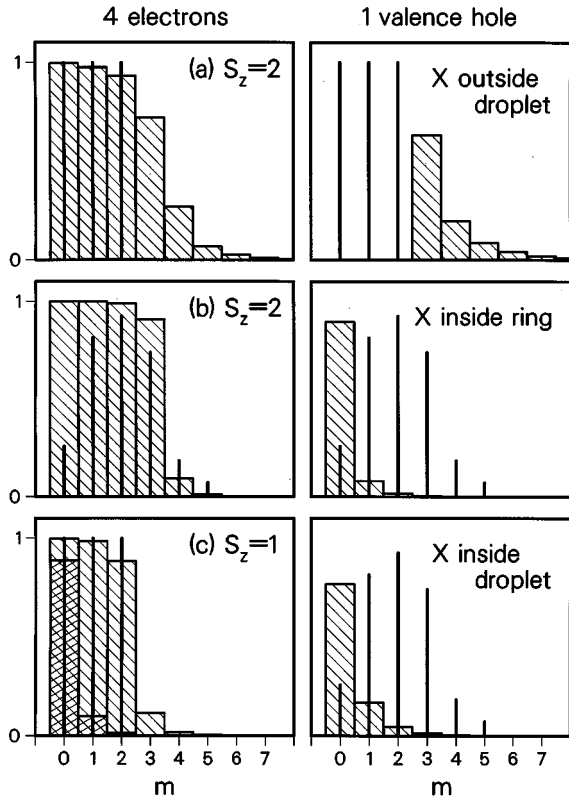 4 electrons
1 valence hole
1
0
(a) S_z=2
X outside
droplet
1
0
(b) S_z=2
X inside ring
1
0
(c) S_z=1
X inside
droplet
0 1 2 3 4 5 6 7
0 1 2 3 4 5 6 7
m
m